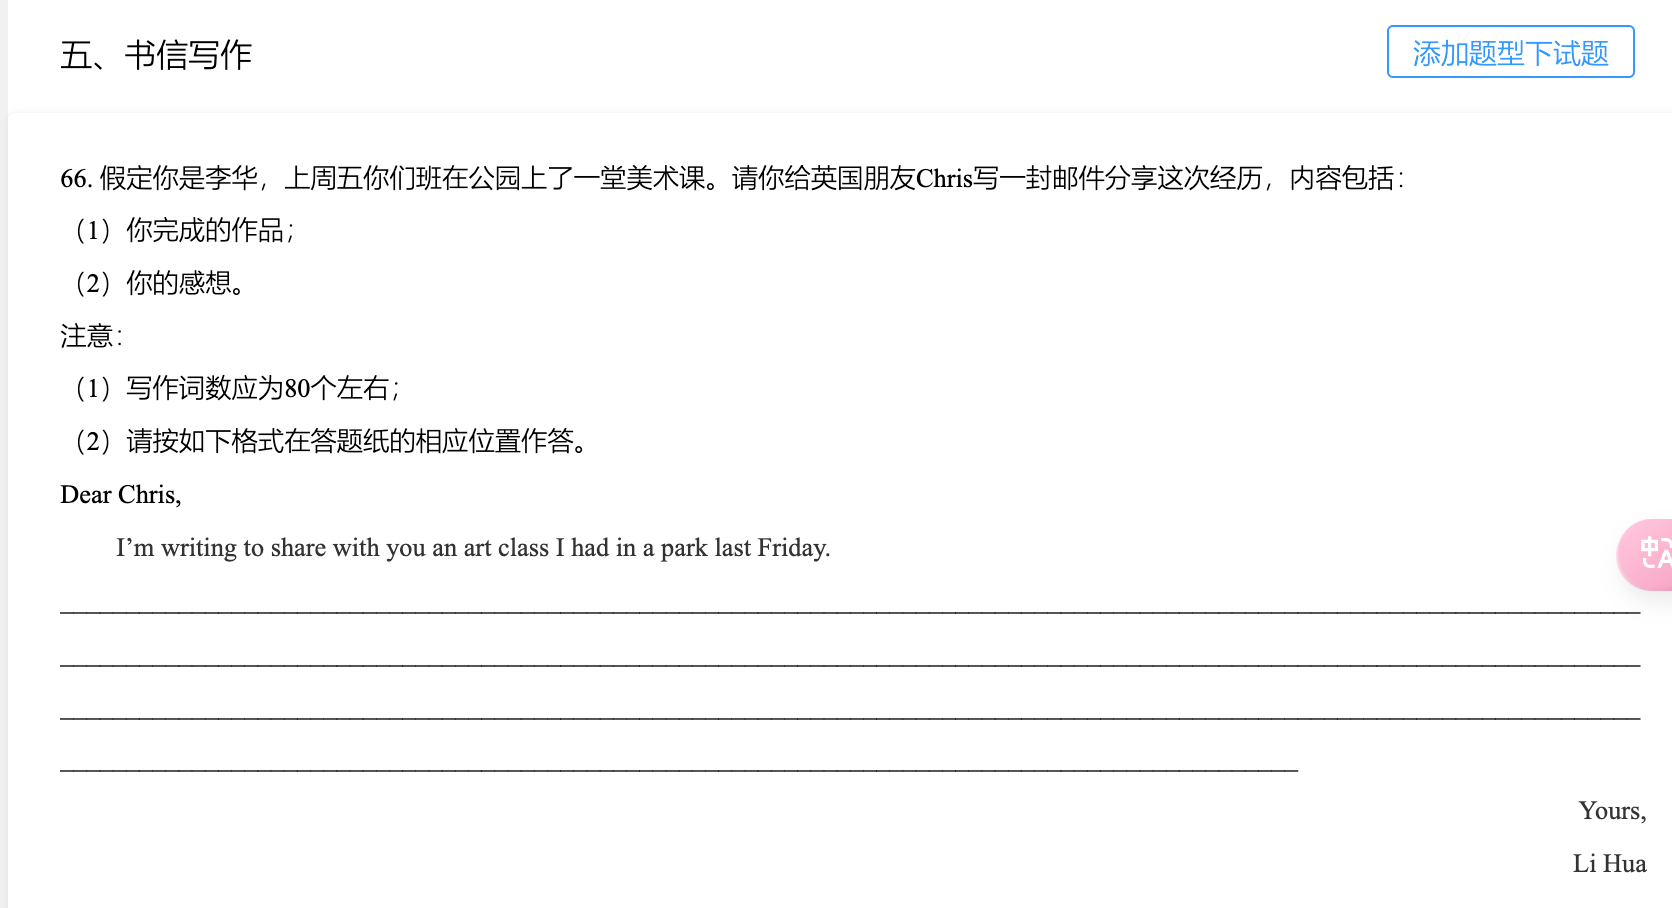 五、书信写作
添加题型下试题
66. 假定你是李华，上周五你们班在公园上了一堂美术课。请你给英国朋友Chris写一封邮件分享这次经历，内容包括：
（1）你完成的作品；
（2）你的感想。
注意：
（1）写作词数应为80个左右；
（2）请按如下格式在答题纸的相应位置作答。
Dear Chris,
I’m writing to share with you an art class I had in a park last Friday.
中
A
Yours,
Li Hua